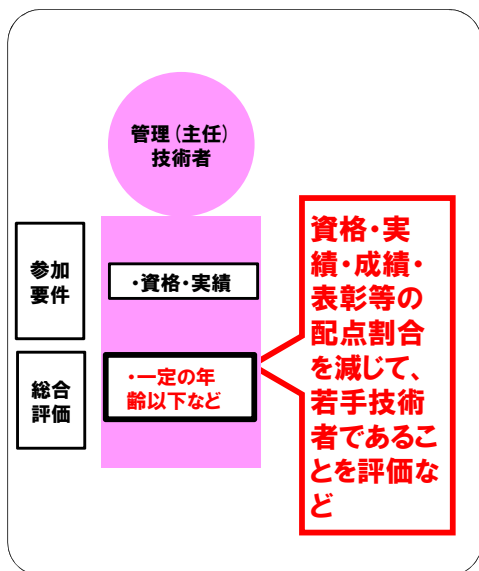 管理(主任)
技術者
参加
要件
・資格・実績
総合
評価
・一定の年
齢以下など
資格・実
績・成績・
表彰等の
配点割合
を減じて、
若手技術
者であるこ
とを評価な
ど